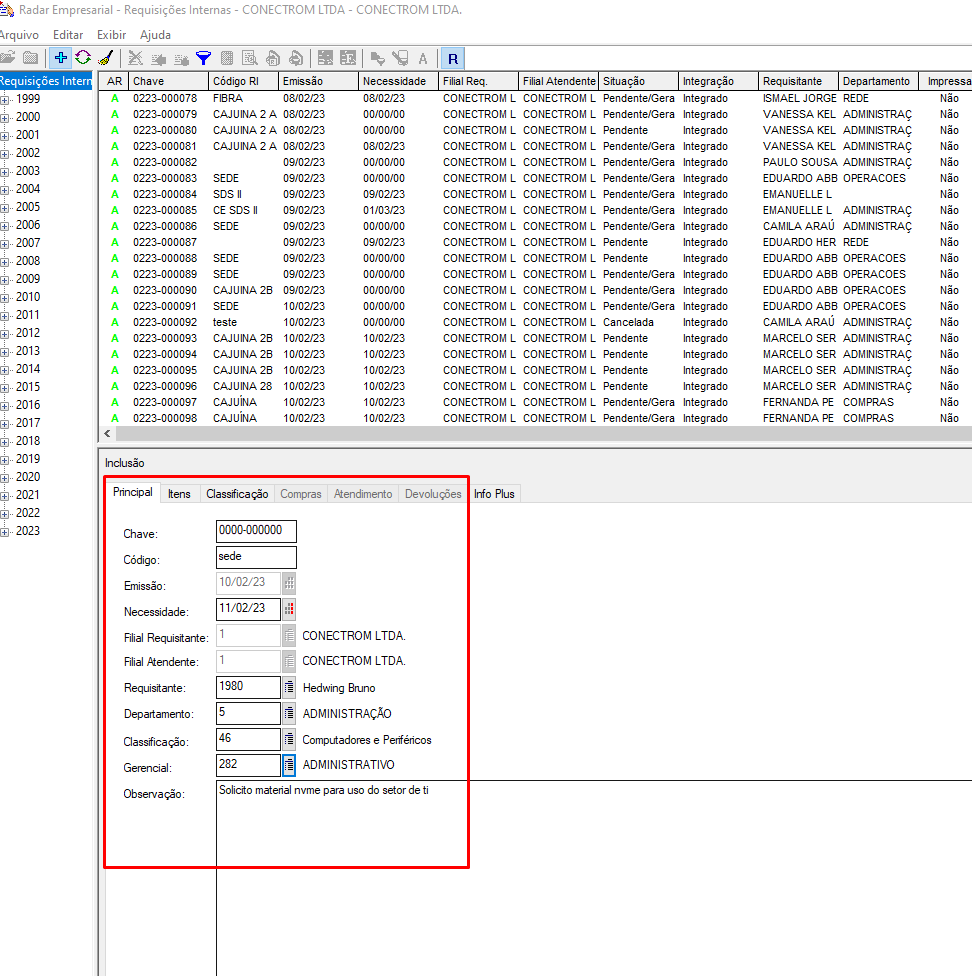 Radar Empresarial - Requisições Internas - CONECTROM LTDA - CONECTROM LTDA.
Arquivo Editar Exibir Ajuda
R
Requisições Intern
1999
2000
2001
2002
2003
2004
2005
2006
2007
2008
2009
2010
2011
2012
2013
2014
2015
2016
2017
2018
2019
2020
2021
2022
2023
AR Chave Código RI Emissão Necessidade Filial Req. Filial Atendente Situação Integração Requisitante Departamento Impressa
A 0223-000078 FIBRA 08/02/23 08/02/23 CONECTROM L CONECTROM L Pendente/Gera Integrado ISMAEL JORGE REDE Não
A 0223-000079 CAJUINA 2 A 08/02/23 00/00/00 CONECTROM L CONECTROM L Pendente/Gera Integrado VANESSA KEL ADMINISTRAÇ Não
A 0223-000080 CAJUINA 2 A 08/02/23 00/00/00 CONECTROM L CONECTROM L Pendente Integrado VANESSA KEL ADMINISTRAÇ Não
A 0223-000081 CAJUINA 2 A 08/02/23 08/02/23 CONECTROM L CONECTROM L Pendente/Gera Integrado VANESSA KEL ADMINISTRAÇ Não
A 0223-000082 09/02/23 00/00/00 CONECTROM L CONECTROM L Pendente/Gera Integrado PAULO SOUSA ADMINISTRAÇ Não
A 0223-000083 SEDE 09/02/23 00/00/00 CONECTROM L CONECTROM L Pendente/Gera Integrado EDUARDO ABB OPERACOES Não
A 0223-000084 SDS II 09/02/23 09/02/23 CONECTROM L CONECTROM L Pendente/Gera Integrado EMANUELLE L Não
A 0223-000085 CE SDS II 09/02/23 01/03/23 CONECTROM L CONECTROM L Pendente/Gera Integrado EMANUELLE L ADMINISTRAÇ Não
A 0223-000086 SEDE 09/02/23 00/00/00 CONECTROM L CONECTROM L Pendente/Gera Integrado CAMILA ARAÚ ADMINISTRAÇ Não
A 0223-000087 09/02/23 09/02/23 CONECTROM L CONECTROM L Pendente Integrado EDUARDO HER REDE Não
A 0223-000088 SEDE 09/02/23 00/00/00 CONECTROM L CONECTROM L Pendente Integrado EDUARDO ABB OPERACOES Não
A 0223-000089 SEDE 09/02/23 00/00/00 CONECTROM L CONECTROM L Pendente/Gera Integrado EDUARDO ABB OPERACOES Não
A 0223-000090 CAJUINA 2B 09/02/23 00/00/00 CONECTROM L CONECTROM L Pendente/Gera Integrado EDUARDO ABB OPERACOES Não
A 0223-000091 SEDE 10/02/23 00/00/00 CONECTROM L CONECTROM L Pendente/Gera Integrado EDUARDO ABB OPERACOES Não
A 0223-000092 teste 10/02/23 00/00/00 CONECTROM L CONECTROM L Cancelada Integrado CAMILA ARAÚ ADMINISTRAÇ Não
A 0223-000093 CAJUINA 2B 10/02/23 10/02/23 CONECTROM L CONECTROM L Pendente Integrado MARCELO SER ADMINISTRAÇ Não
A 0223-000094 CAJUINA 2B 10/02/23 10/02/23 CONECTROM L CONECTROM L Pendente Integrado MARCELO SER ADMINISTRAÇ Não
A 0223-000095 CAJUINA 2B 10/02/23 10/02/23 CONECTROM L CONECTROM L Pendente Integrado MARCELO SER ADMINISTRAÇ Não
A 0223-000096 CAJUINA 28 10/02/23 10/02/23 CONECTROM L CONECTROM L Pendente Integrado MARCELO SER ADMINISTRAÇ Não
A 0223-000097 CAJUÍNA 10/02/23 10/02/23 CONECTROM L CONECTROM L Pendente/Gera Integrado FERNANDA PE COMPRAS Não
A 0223-000098 CAJUÍNA 10/02/23 10/02/23 CONECTROM L CONECTROM L Pendente/Gera Integrado FERNANDA PE COMPRAS Não
Inclusão
Principal Itens Classificação Compras Atendimento Devoluções Info Plus
Chave: 0000-000000
Código: sede
Emissão: 10/02/23
Necessidade: 11/02/23
Filial Requisitante: 1 CONECTROM LTDA.
Filial Atendente: 1 CONECTROM LTDA.
Requisitante: 1980 Hedwing Bruno
Departamento: 5 ADMINISTRAÇÃO
Classificação: 46 Computadores e Periféricos
Gerencial: 282 ADMINISTRATIVO
Observação: Solicito material nvme para uso do setor de ti